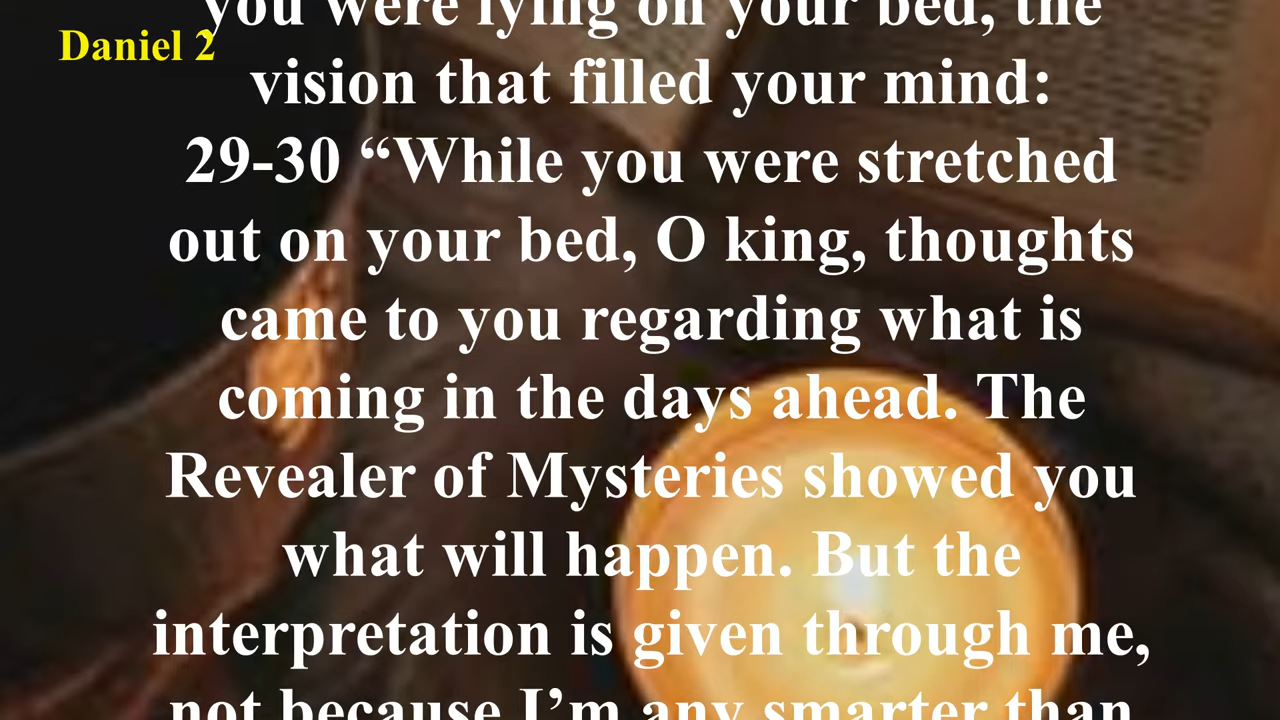 you were lying on your bed, the
Daniel 2
vision that filled your mind:
29-30 “While you were stretched
out on your bed, O king, thoughts
came to you regarding what is
coming in the days ahead. The
Revealer of Mysteries showed you
what will happen. But the
interpretation is given through me,
not because I’m any smarter than